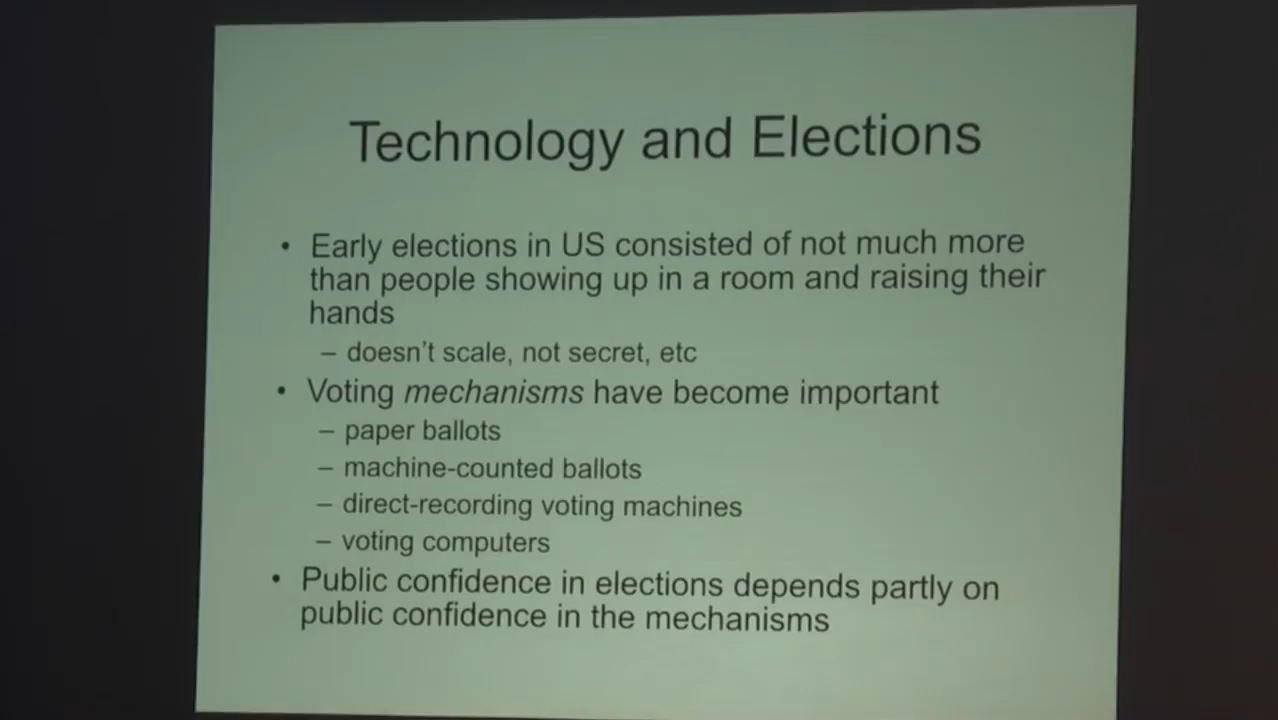 Technology and Elections
• Early elections in US consisted of not much more
than people showing up in a room and raising their
hands
– doesn't scale, not secret, etc
• Voting mechanisms have become important
– paper ballots
– machine-counted ballots
– direct-recording voting machines
– voting computers
• Public confidence in elections depends partly on
public confidence in the mechanisms